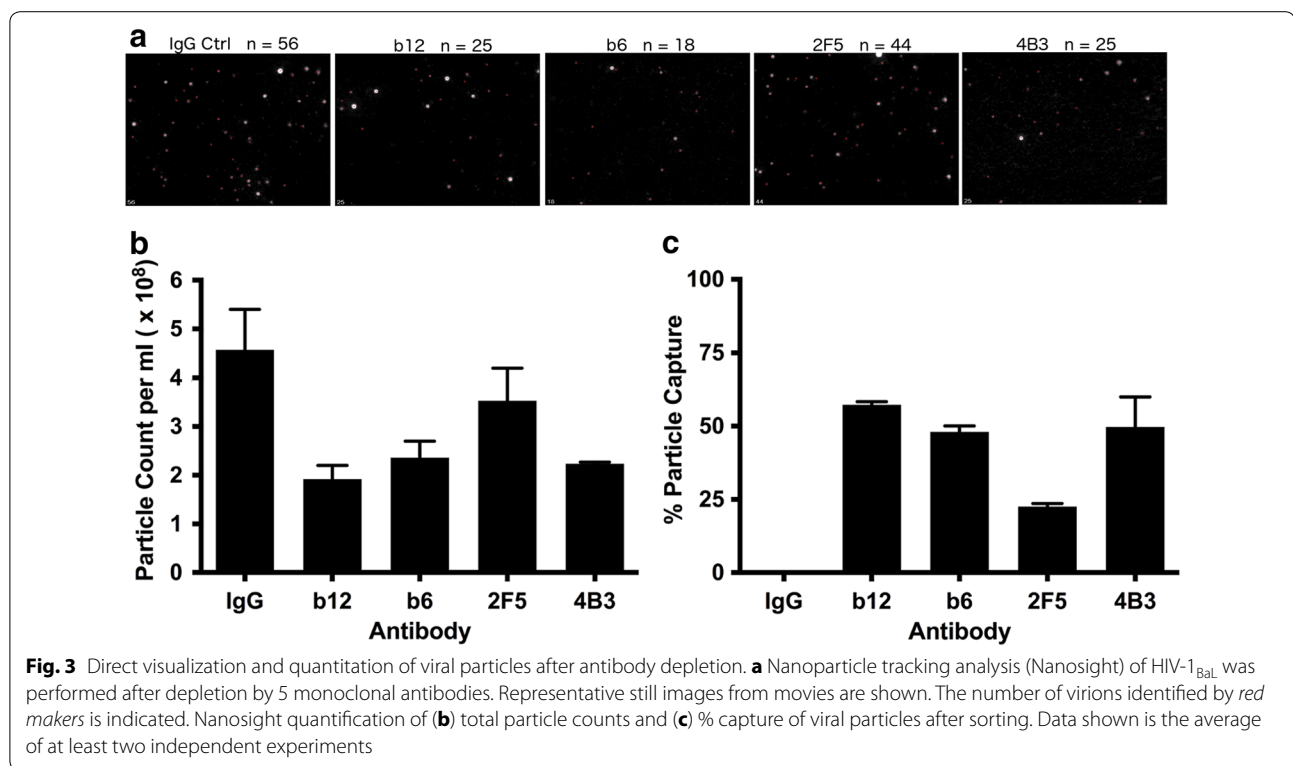 a
IgG Ctrl n = 56
b12 n = 25
b6 n = 18
2F5 n = 44
4B3 n = 25
56
25
18
44
25
b
Particle Count per ml ( x 10⁸)
6
5
4
3
2
1
0
IgG b12 b6 2F5 4B3
Antibody
c
% Particle Capture
100
75
50
25
0
IgG b12 b6 2F5 4B3
Antibody
Fig. 3 Direct visualization and quantitation of viral particles after antibody depletion. a Nanoparticle tracking analysis (Nanosight) of HIV-1BaL was
performed after depletion by 5 monoclonal antibodies. Representative still images from movies are shown. The number of virions identified by red
makers is indicated. Nanosight quantification of (b) total particle counts and (c) % capture of viral particles after sorting. Data shown is the average
of at least two independent experiments